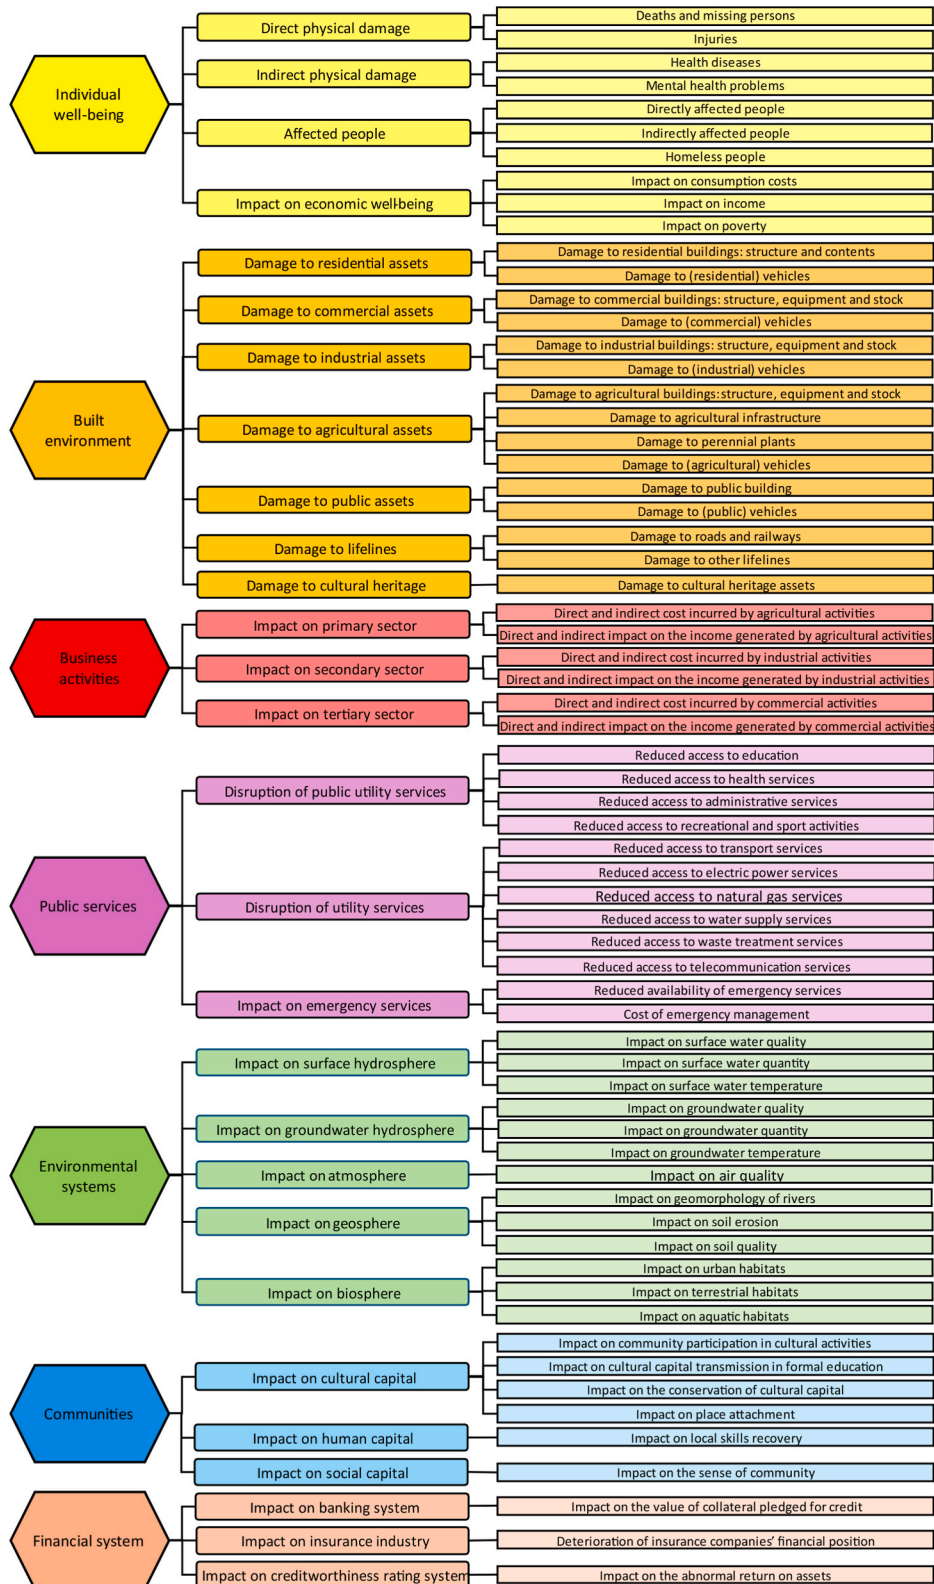 Individual
well-being
Direct physical damage
Deaths and missing persons
Injuries
Indirect physical damage
Health diseases
Mental health problems
Affected people
Directly affected people
Indirectly affected people
Homeless people
Impact on economic well-being
Impact on consumption costs
Impact on income
Impact on poverty
Built
environment
Damage to residential assets
Damage to residential buildings: structure and contents
Damage to (residential) vehicles
Damage to commercial assets
Damage to commercial buildings: structure, equipment and stock
Damage to (commercial) vehicles
Damage to industrial assets
Damage to industrial buildings: structure, equipment and stock
Damage to (industrial) vehicles
Damage to agricultural assets
Damage to agricultural buildings: structure, equipment and stock
Damage to agricultural infrastructure
Damage to perennial plants
Damage to (agricultural) vehicles
Damage to public assets
Damage to public building
Damage to (public) vehicles
Damage to lifelines
Damage to roads and railways
Damage to other lifelines
Damage to cultural heritage
Damage to cultural heritage assets
Business
activities
Impact on primary sector
Direct and indirect cost incurred by agricultural activities
Direct and indirect impact on the income generated by agricultural activities
Impact on secondary sector
Direct and indirect cost incurred by industrial activities
Direct and indirect impact on the income generated by industrial activities
Impact on tertiary sector
Direct and indirect cost incurred by commercial activities
Direct and indirect impact on the income generated by commercial activities
Public services
Disruption of public utility services
Reduced access to education
Reduced access to health services
Reduced access to administrative services
Reduced access to recreational and sport activities
Disruption of utility services
Reduced access to transport services
Reduced access to electric power services
Reduced access to natural gas services
Reduced access to water supply services
Reduced access to waste treatment services
Reduced access to telecommunication services
Impact on emergency services
Reduced availability of emergency services
Cost of emergency management
Environmental
systems
Impact on surface hydrosphere
Impact on surface water quality
Impact on surface water quantity
Impact on surface water temperature
Impact on groundwater hydrosphere
Impact on groundwater quality
Impact on groundwater quantity
Impact on groundwater temperature
Impact on atmosphere
Impact on air quality
Impact on geosphere
Impact on geomorphology of rivers
Impact on soil erosion
Impact on soil quality
Impact on biosphere
Impact on urban habitats
Impact on terrestrial habitats
Impact on aquatic habitats
Communities
Impact on cultural capital
Impact on community participation in cultural activities
Impact on cultural capital transmission in formal education
Impact on the conservation of cultural capital
Impact on place attachment
Impact on human capital
Impact on local skills recovery
Impact on social capital
Impact on the sense of community
Financial system
Impact on banking system
Impact on the value of collateral pledged for credit
Impact on insurance industry
Deterioration of insurance companies' financial position
Impact on creditworthiness rating system
Impact on the abnormal return on assets